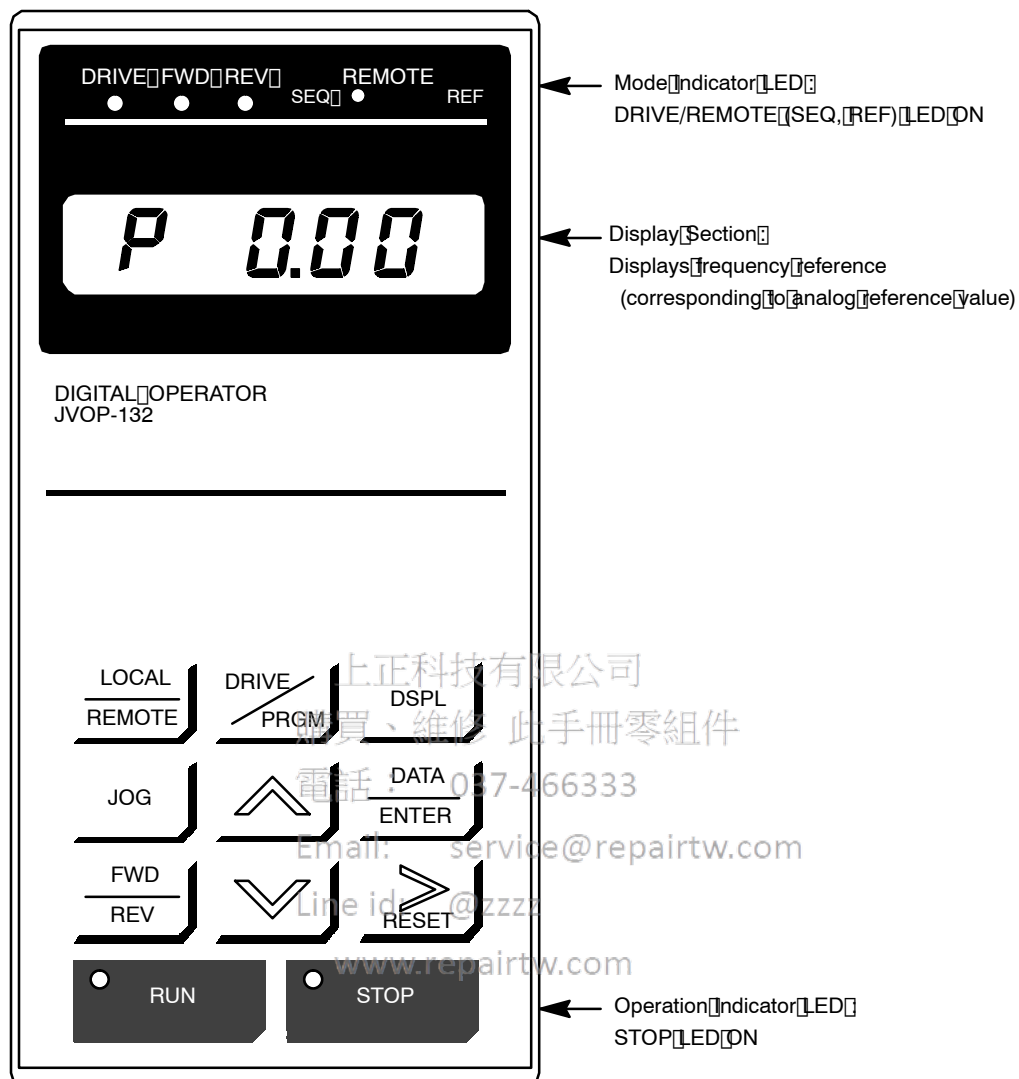 DRIVE FWD REV REMOTE
SEQ REF
Mode Indicator LED :
DRIVE/REMOTE (SEQ, REF) LED ON
P 0.00
Display Section :
Displays frequency reference
(corresponding to analog reference value)
DIGITAL OPERATOR
JVOP-132
LOCAL
REMOTE
DRIVE
PRGM
DSPL
上正科技有限公司
購買、維修 此手冊零組件
JOG
DATA
ENTER
電話： 037-466333
Email: service@repairtw.com
FWD
REV
RESET
Line id: @zzzz
www.repairtw.com
RUN
STOP
Operation Indicator LED :
STOP LED ON